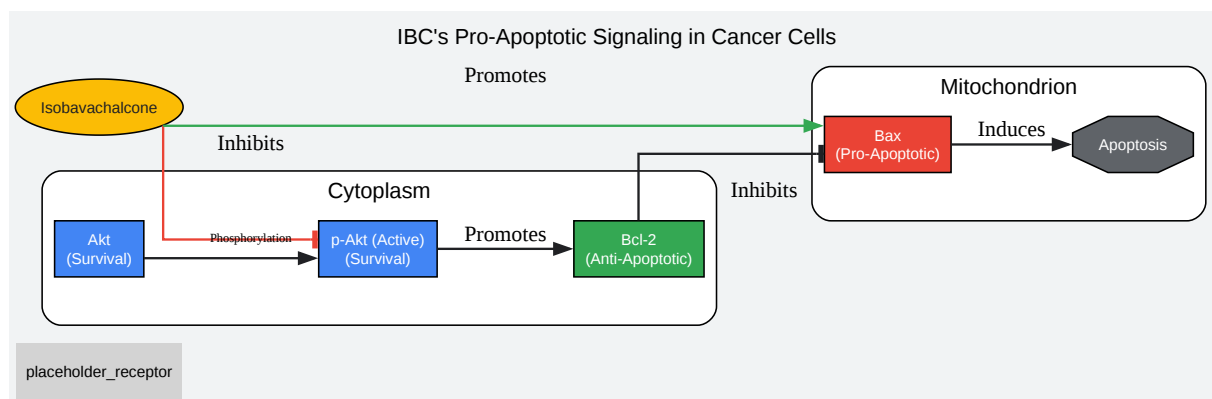 IBC's Pro-Apoptotic Signaling in Cancer Cells
Promotes
Mitochondrion
Isobavachalcone
Inhibits
Bax
(Pro-Apoptotic)
Induces
Apoptosis
Cytoplasm
Inhibits
Akt
(Survival)
Phosphorylation
p-Akt (Active)
(Survival)
Promotes
Bcl-2
(Anti-Apoptotic)
placeholder_receptor